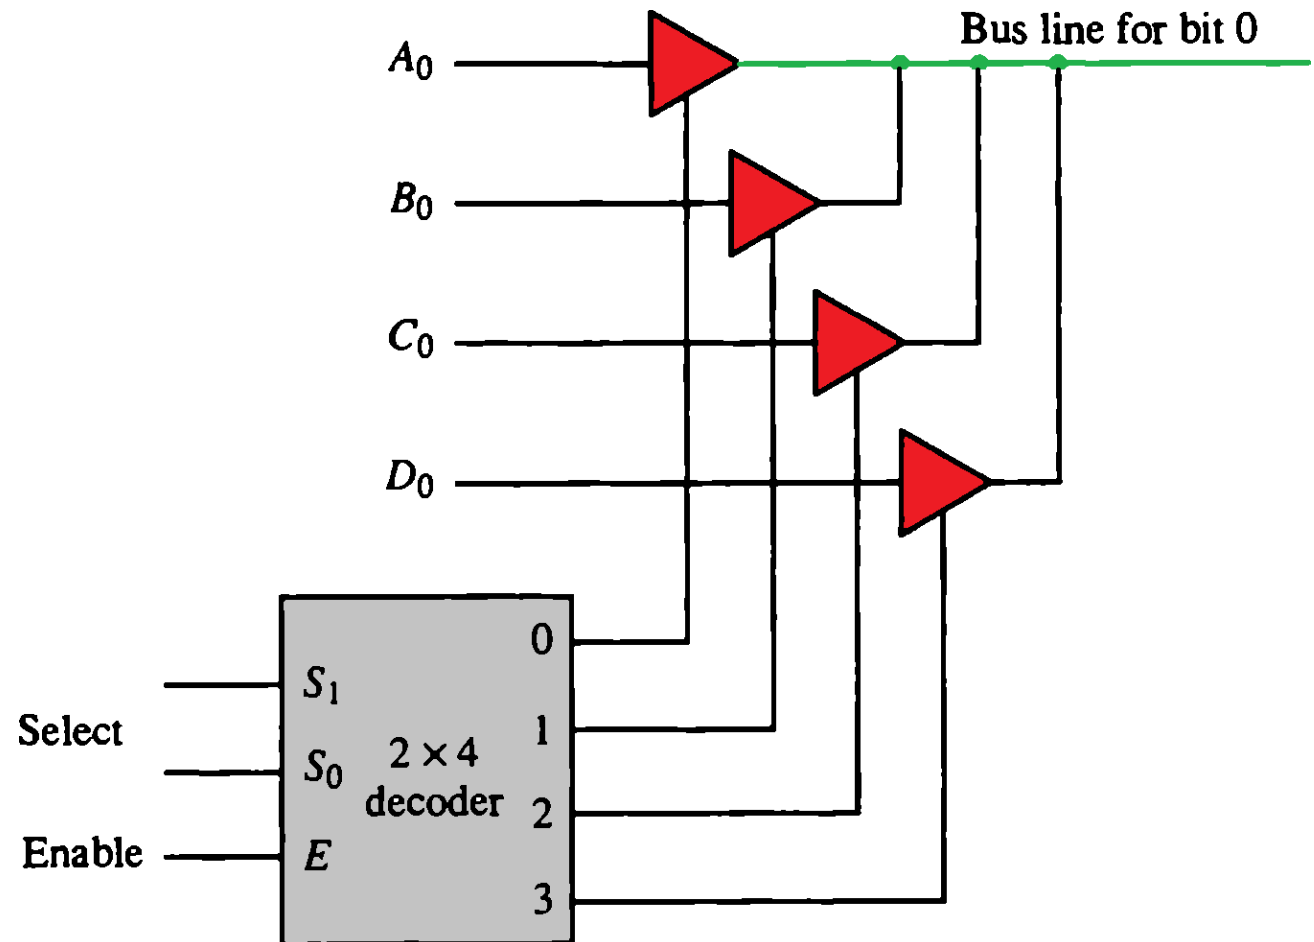 Bus line for bit 0
A₀
B₀
C₀
D₀
0
S₁
Select
1
2 × 4
S₀
decoder
2
Enable
E
3